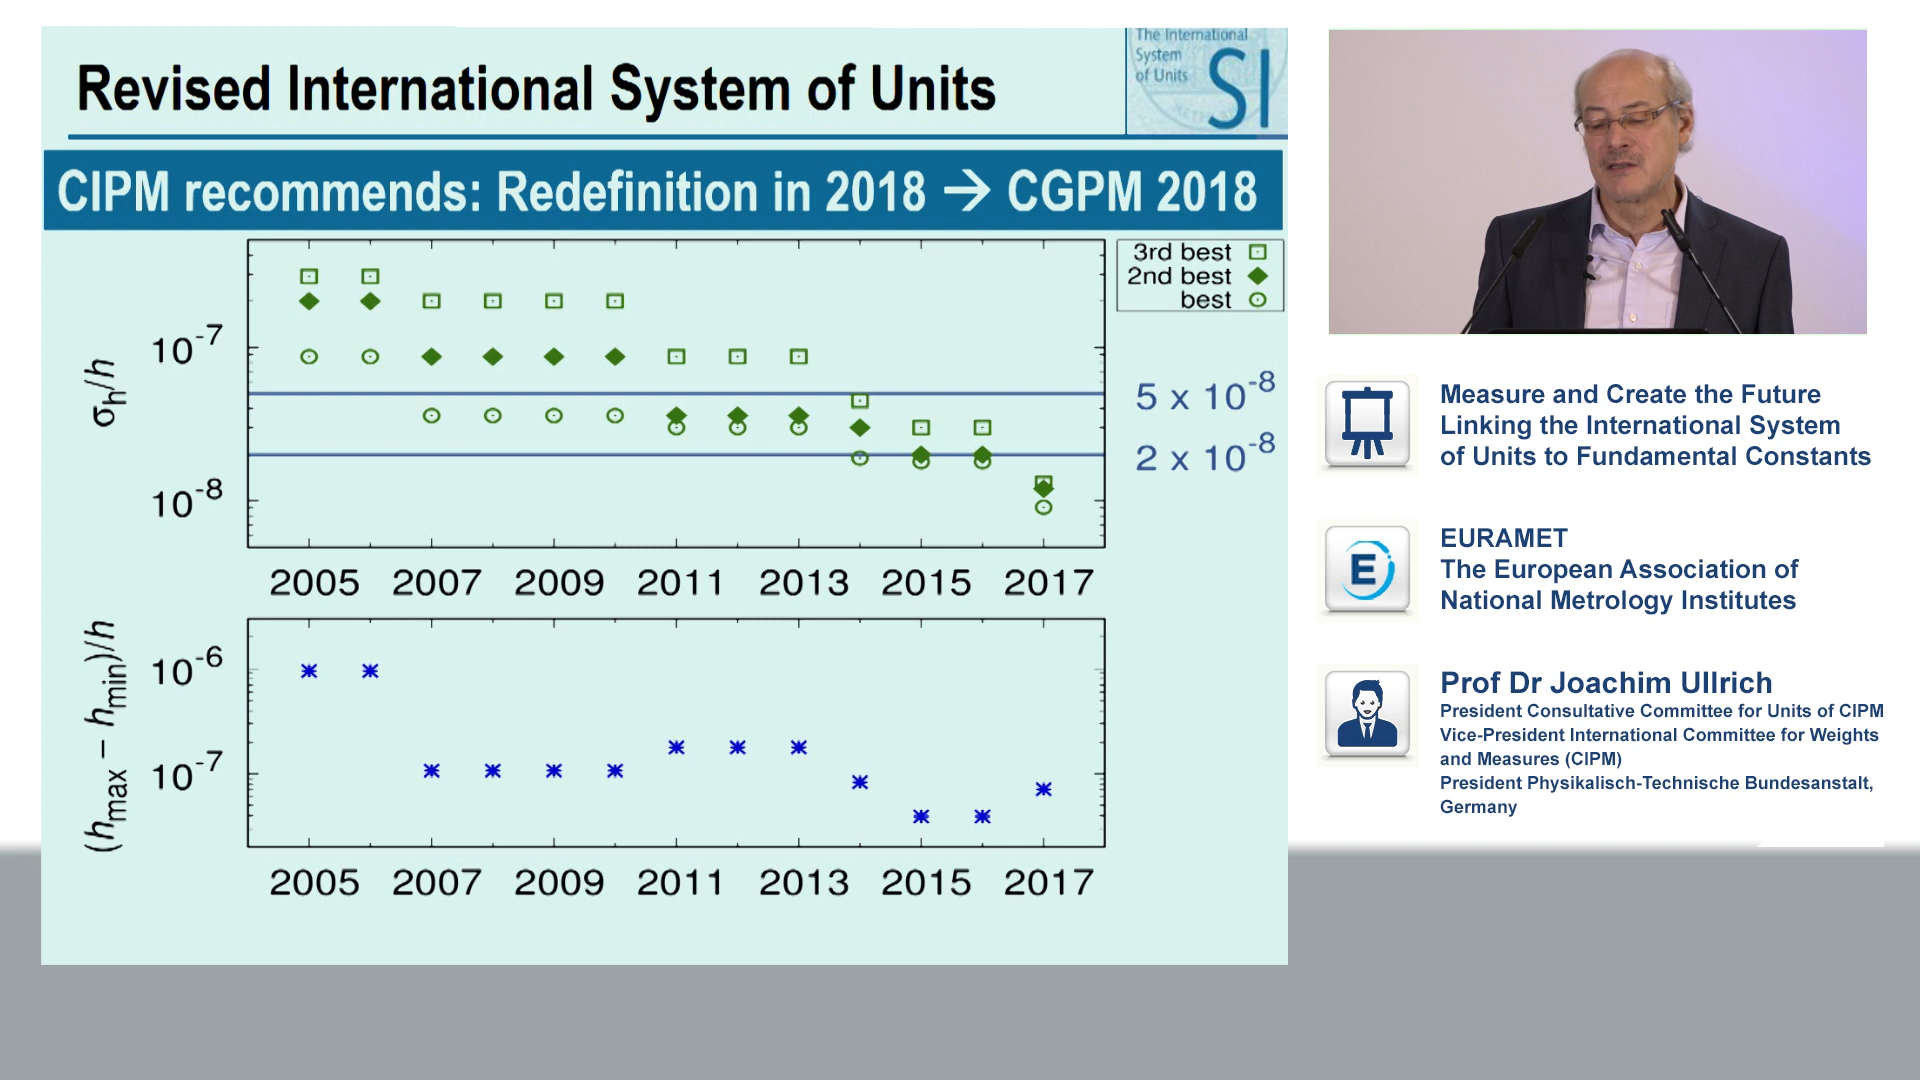 Revised International System of Units
The International
System
of Units
SI
CIPM recommends: Redefinition in 2018 → CGPM 2018
3rd best
2nd best
best
σh/h
10-7
10-8
5 x 10-8
2 x 10-8
2005 2007 2009 2011 2013 2015 2017
(hmax – hmin)/h
10-6
10-7
2005 2007 2009 2011 2013 2015 2017
Measure and Create the Future
Linking the International System
of Units to Fundamental Constants
E
EURAMET
The European Association of
National Metrology Institutes
Prof Dr Joachim Ullrich
President Consultative Committee for Units of CIPM
Vice-President International Committee for Weights
and Measures (CIPM)
President Physikalisch-Technische Bundesanstalt,
Germany